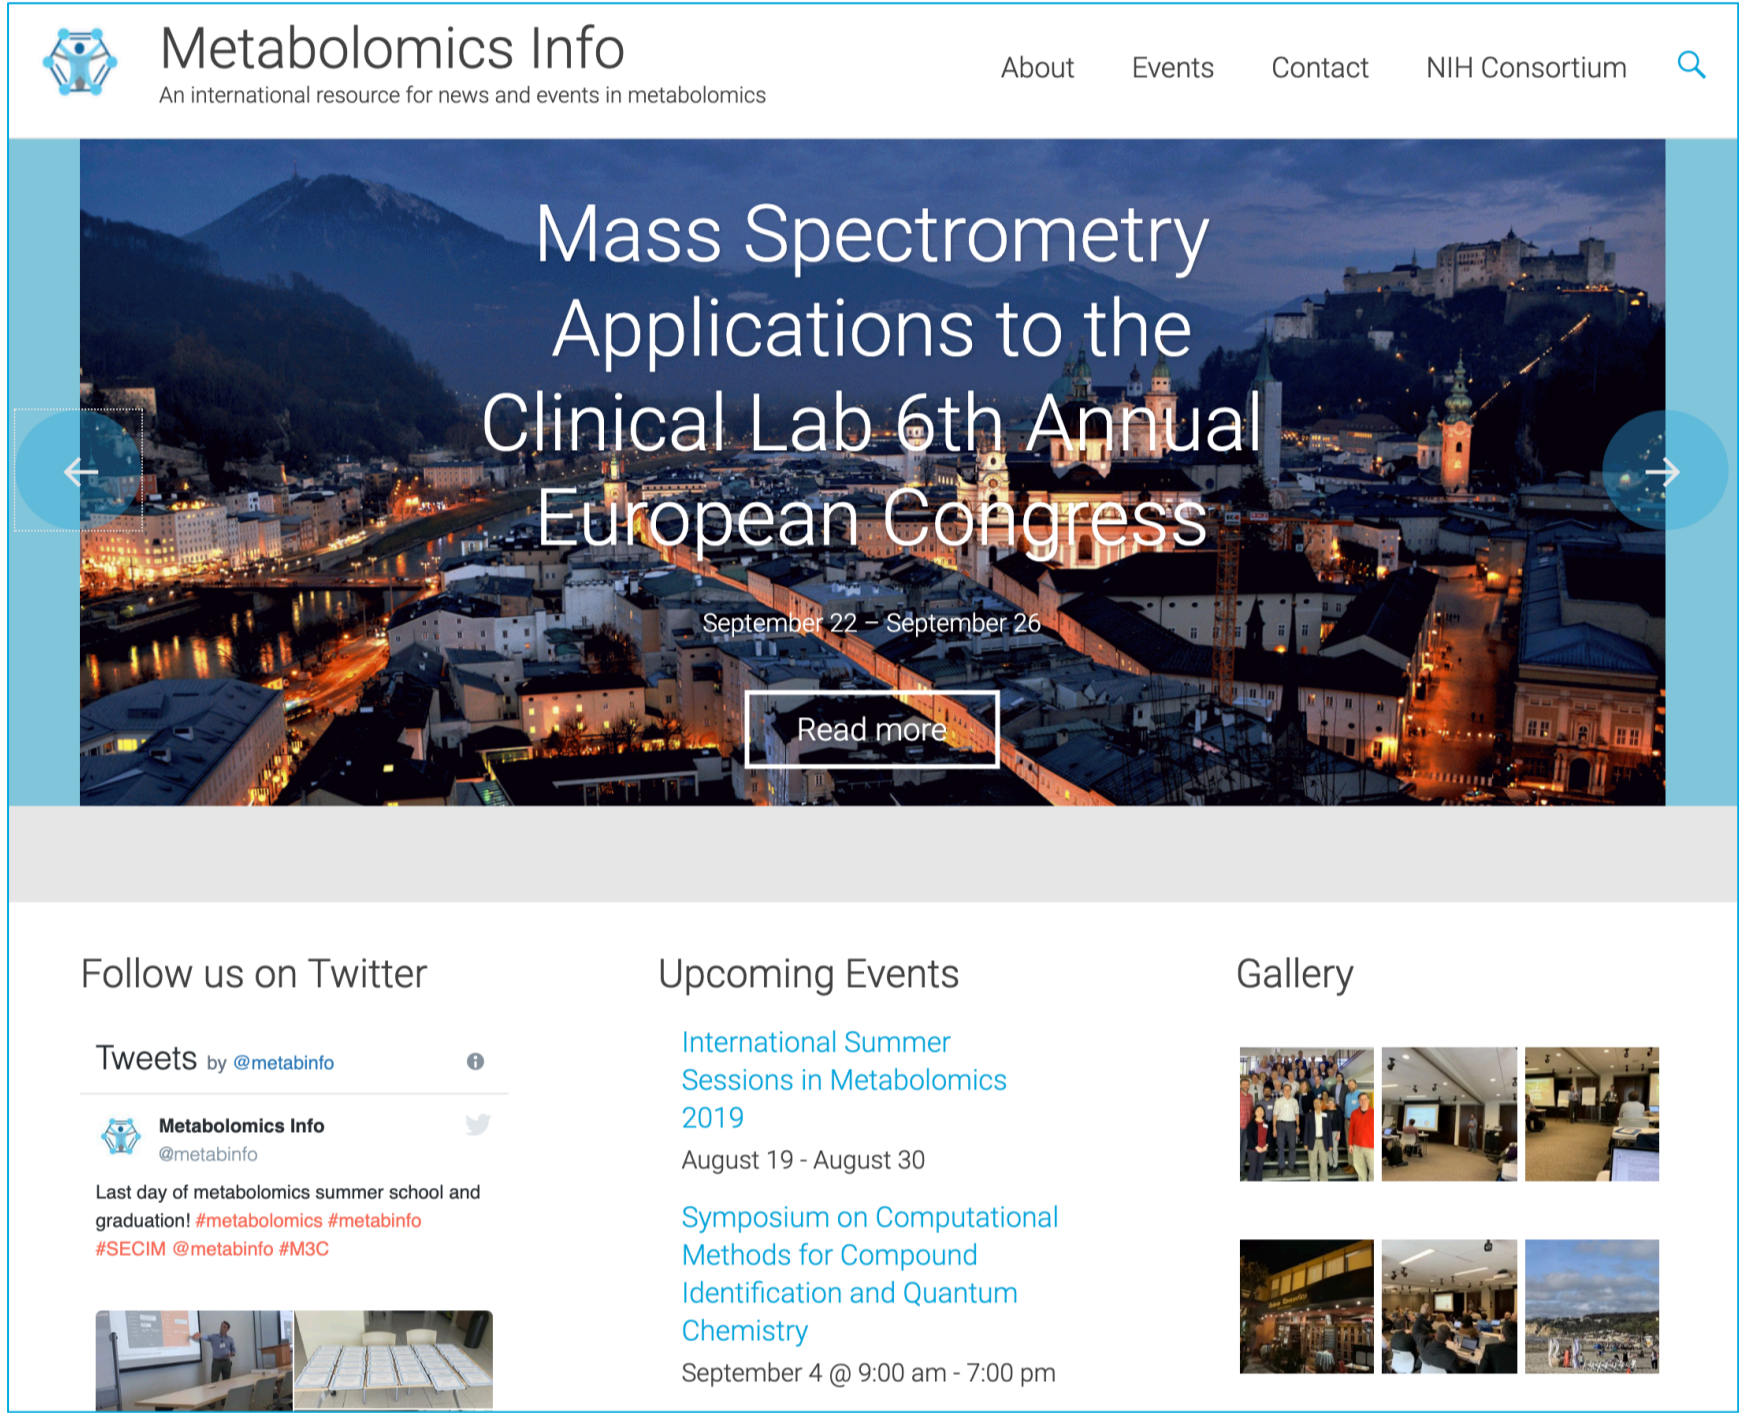 Metabolomics Info
An international resource for news and events in metabolomics
About Events Contact NIH Consortium
Mass Spectrometry
Applications to the
Clinical Lab 6th Annual
European Congress
September 22 – September 26
Read more
Follow us on Twitter
Tweets by @metabinfo
Metabolomics Info
@metabinfo
Last day of metabolomics summer school and
graduation! #metabolomics #metabinfo
#SECIM @metabinfo #M3C
Upcoming Events
International Summer
Sessions in Metabolomics
2019
August 19 - August 30
Symposium on Computational
Methods for Compound
Identification and Quantum
Chemistry
September 4 @ 9:00 am - 7:00 pm
Gallery